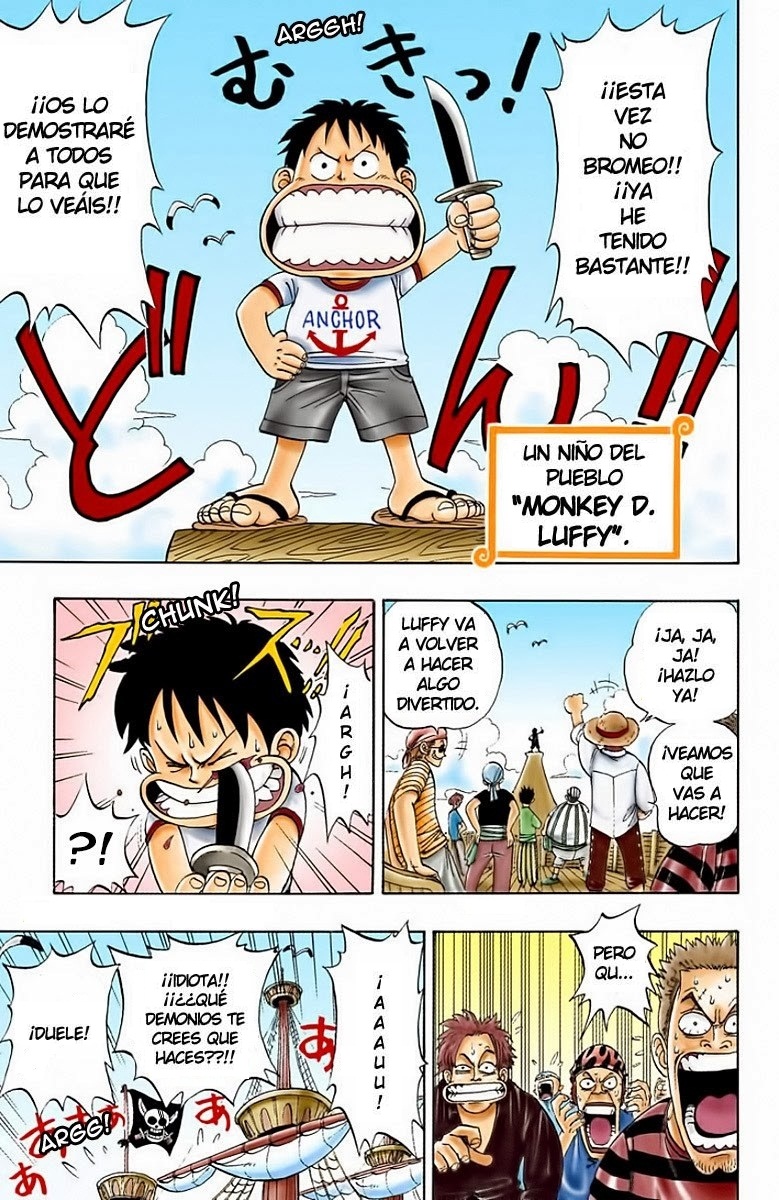 ARGGH!
むきっ!
¡¡ESTA
VEZ
NO
BROMEO!!
¡¡YA
HE
TENIDO
BASTANTE!!
¡¡OS LO
DEMOSTRARÉ
A TODOS
PARA QUE
LO VEÁIS!!
ANCHOR
どん!!
UN NIÑO DEL
PUEBLO
"MONKEY D.
LUFFY".
¡JA, JA,
JA!
¡HAZLO
YA!
LUFFY VA
A VOLVER
A HACER
ALGO
DIVERTIDO.
¡VEAMOS
QUE
VAS A
HACER!
CHUNK!
¡ARGH!
?!
PERO
QU...
¡AAAUU!
¡¡IDIOTA!!
¡¡¿¿QUÉ
DEMONIOS TE
CREES QUE
HACES??!!
¡DUELE!
あ
あ
ARGG!
あ